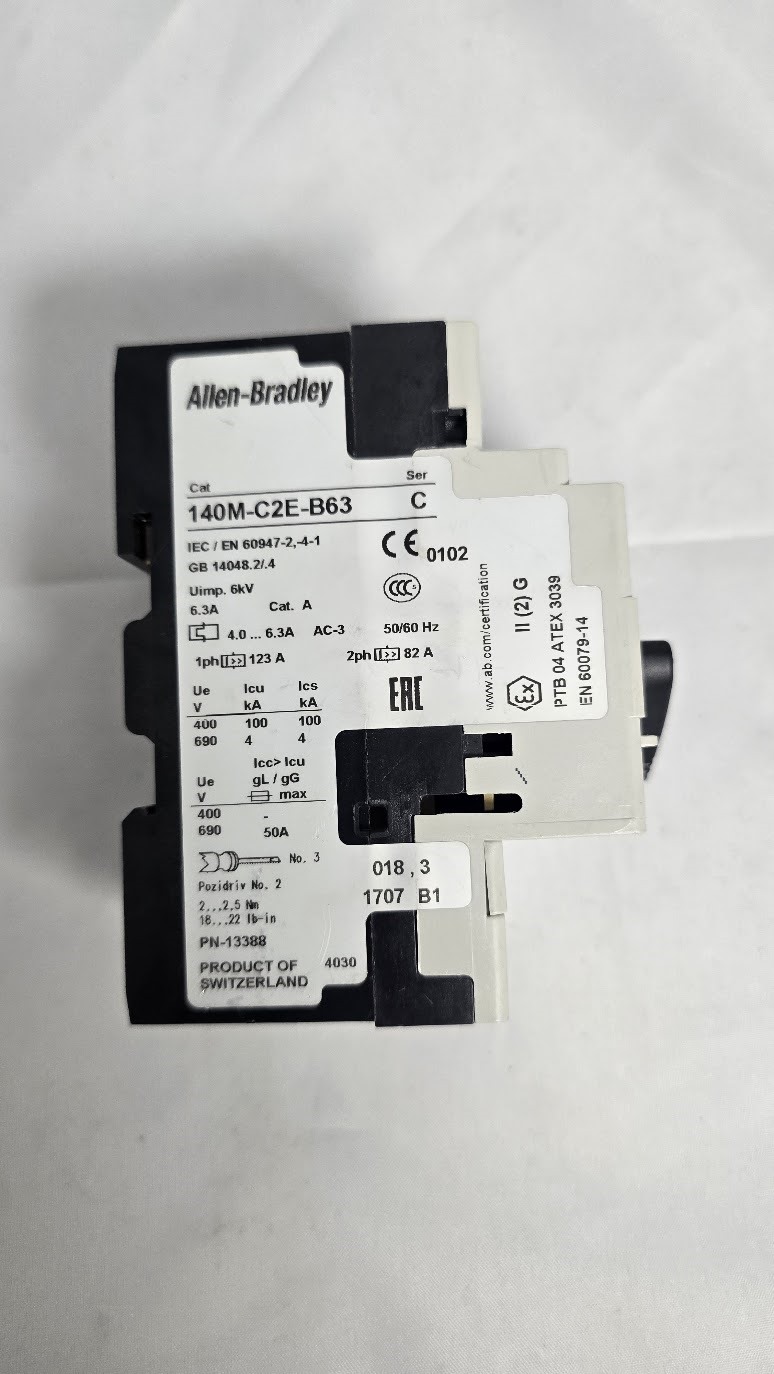 Allen-Bradley
Cat Ser
140M-C2E-B63 C
IEC / EN 60947-2,-4-1
GB 14048.2/.4
CE 0102
Uimp. 6kV
CCC S
6.3A Cat. A
4.0 ... 6.3A AC-3 50/60 Hz
1ph I>> 123 A 2ph I>> 82 A
EAC
Ue Icu Ics
V kA kA
400 100 100
690 4 4
Icc> Icu
Ue gL / gG
V max
400 -
690 50A
No. 3
Pozidriv No. 2
2...2,5 Nm
18...22 lb-in
PN-13388
PRODUCT OF 4030
SWITZERLAND
018 , 3
1707 B1
www.ab.com/certification
Ex II (2) G
PTB 04 ATEX 3039
EN 60079-14